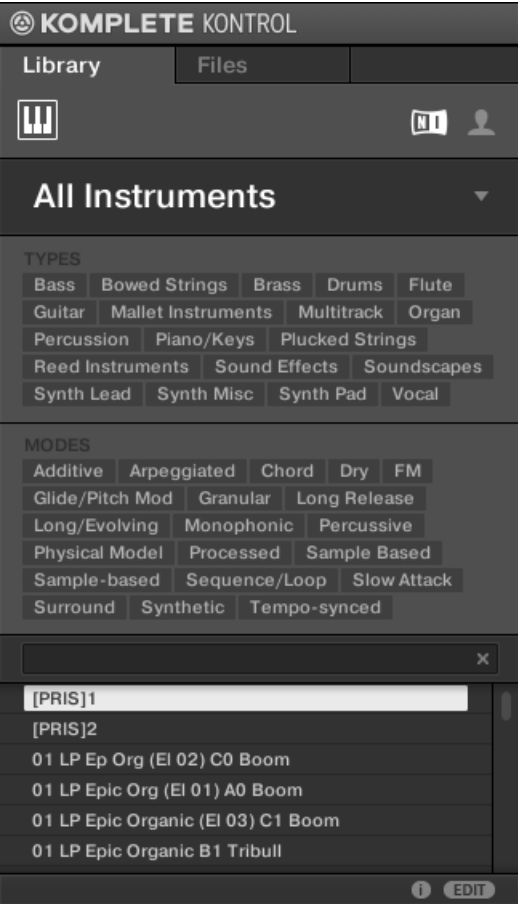 KOMPLETE KONTROL
Library Files
NI
All Instruments
TYPES
Bass Bowed Strings Brass Drums Flute
Guitar Mallet Instruments Multitrack Organ
Percussion Piano/Keys Plucked Strings
Reed Instruments Sound Effects Soundscapes
Synth Lead Synth Misc Synth Pad Vocal
MODES
Additive Arpeggiated Chord Dry FM
Glide/Pitch Mod Granular Long Release
Long/Evolving Monophonic Percussive
Physical Model Processed Sample Based
Sample-based Sequence/Loop Slow Attack
Surround Synthetic Tempo-synced
[PRIS]1
[PRIS]2
01 LP Ep Org (El 02) C0 Boom
01 LP Epic Org (El 01) A0 Boom
01 LP Epic Organic (El 03) C1 Boom
01 LP Epic Organic B1 Tribull
i EDIT